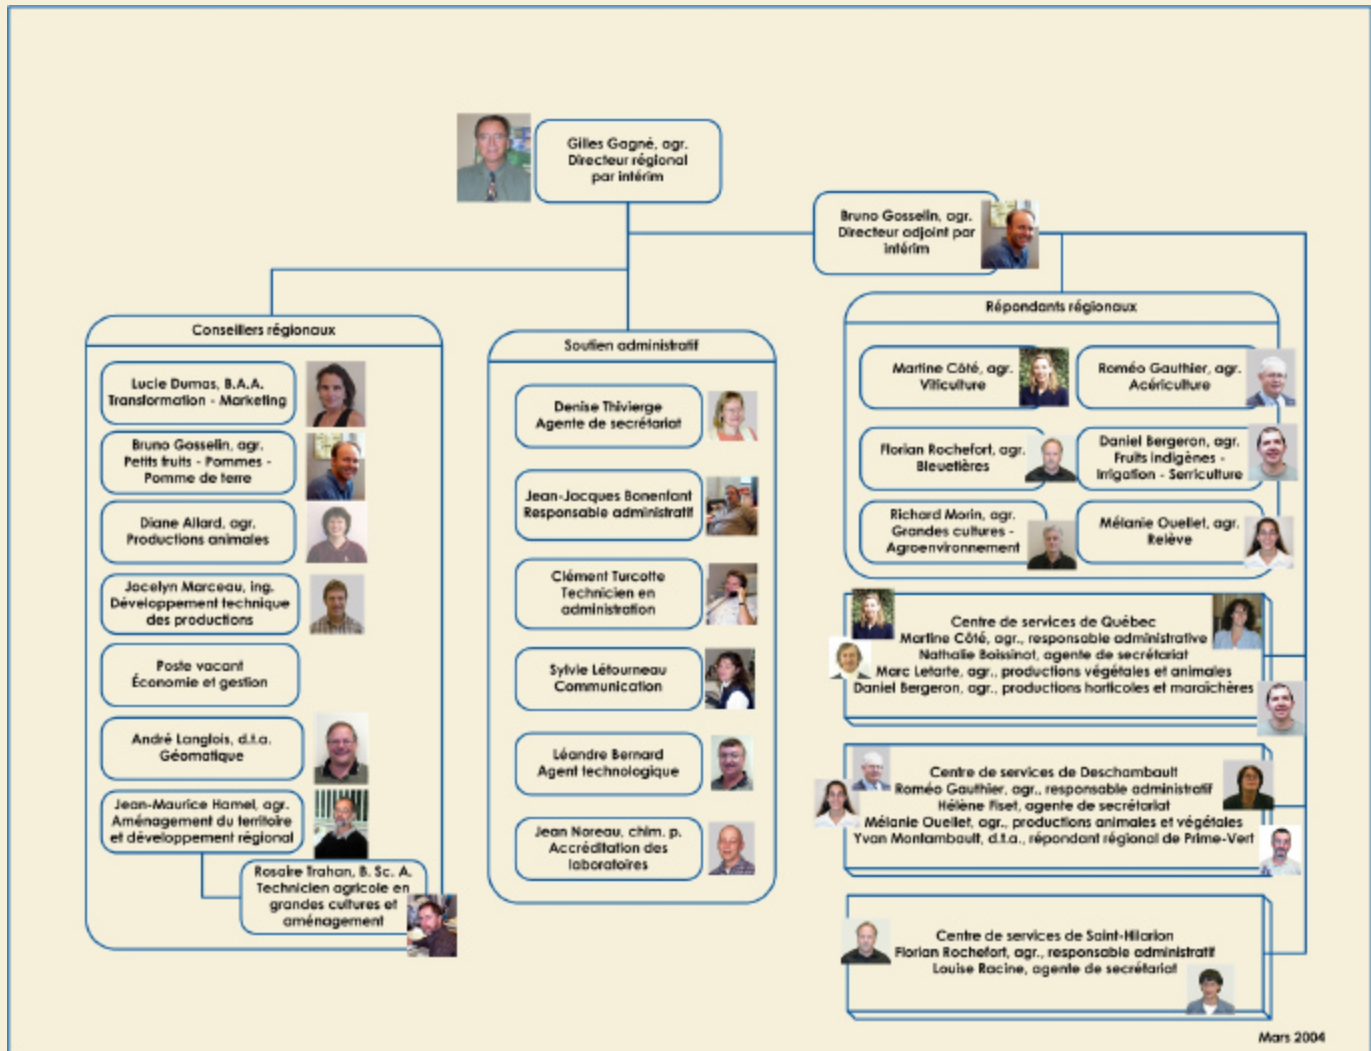 Gilles Gagné, agr.
Directeur régional
par intérim
Bruno Gosselin, agr.
Directeur adjoint par
intérim
Conseillers régionaux
Lucie Dumas, B.A.A.
Transformation - Marketing
Bruno Gosselin, agr.
Petits fruits - Pommes -
Pomme de terre
Diane Allard, agr.
Productions animales
Jocelyn Marceau, ing.
Développement technique
des productions
Poste vacant
Économie et gestion
André Langlois, d.t.a.
Géomatique
Jean-Maurice Hamel, agr.
Aménagement du territoire
et développement régional
Rosaire Trahan, B. Sc. A.
Technicien agricole en
grandes cultures et
aménagement
Soutien administratif
Denise Thivierge
Agente de secrétariat
Jean-Jacques Bonenfant
Responsable administratif
Clément Turcotte
Technicien en
administration
Sylvie Létourneau
Communication
Léandre Bernard
Agent technologique
Jean Noreau, chim. p.
Accréditation des
laboratoires
Répondants régionaux
Martine Côté, agr.
Viticulture
Roméo Gauthier, agr.
Acériculture
Florian Rochefort, agr.
Bleuetières
Daniel Bergeron, agr.
Fruits indigènes -
Irrigation - Serriculture
Richard Morin, agr.
Grandes cultures -
Agroenvironnement
Mélanie Ouellet, agr.
Relève
Centre de services de Québec
Martine Côté, agr., responsable administrative
Nathalie Boissinot, agente de secrétariat
Marc Letarte, agr., productions végétales et animales
Daniel Bergeron, agr., productions horticoles et maraîchères
Centre de services de Deschambault
Roméo Gauthier, agr., responsable administratif
Hélène Fiset, agente de secrétariat
Mélanie Ouellet, agr., productions animales et végétales
Yvan Montambault, d.t.a., répondant régional de Prime-Vert
Centre de services de Saint-Hilarion
Florian Rochefort, agr., responsable administratif
Louise Racine, agente de secrétariat
Mars 2004